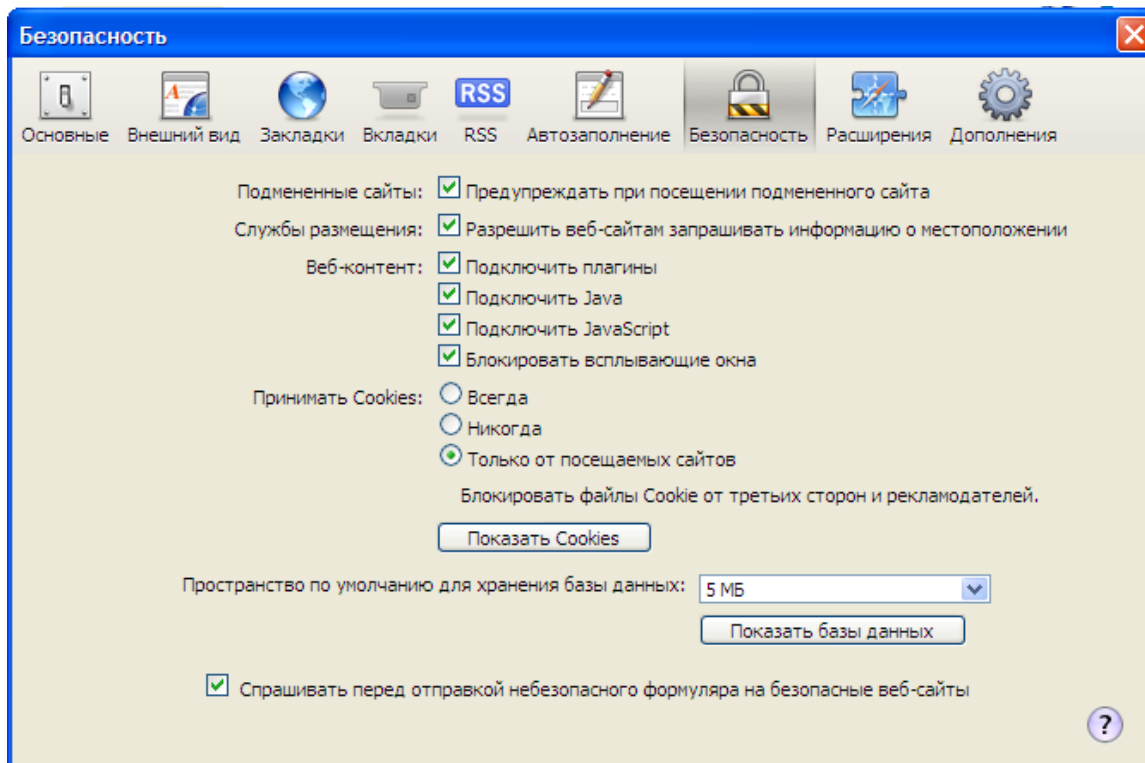 Безопасность
RSS
Основные Внешний вид Закладки Вкладки RSS Автозаполнение Безопасность Расширения Дополнения
Подмененные сайты: Предупреждать при посещении подмененного сайта
Службы размещения: Разрешить веб-сайтам запрашивать информацию о местоположении
Веб-контент: Подключить плагины
Подключить Java
Подключить JavaScript
Блокировать всплывающие окна
Принимать Cookies: Всегда
Никогда
Только от посещаемых сайтов
Блокировать файлы Cookie от третьих сторон и рекламодателей.
Показать Cookies
Пространство по умолчанию для хранения базы данных: 5 МБ
Показать базы данных
Спрашивать перед отправкой небезопасного формуляра на безопасные веб-сайты
?